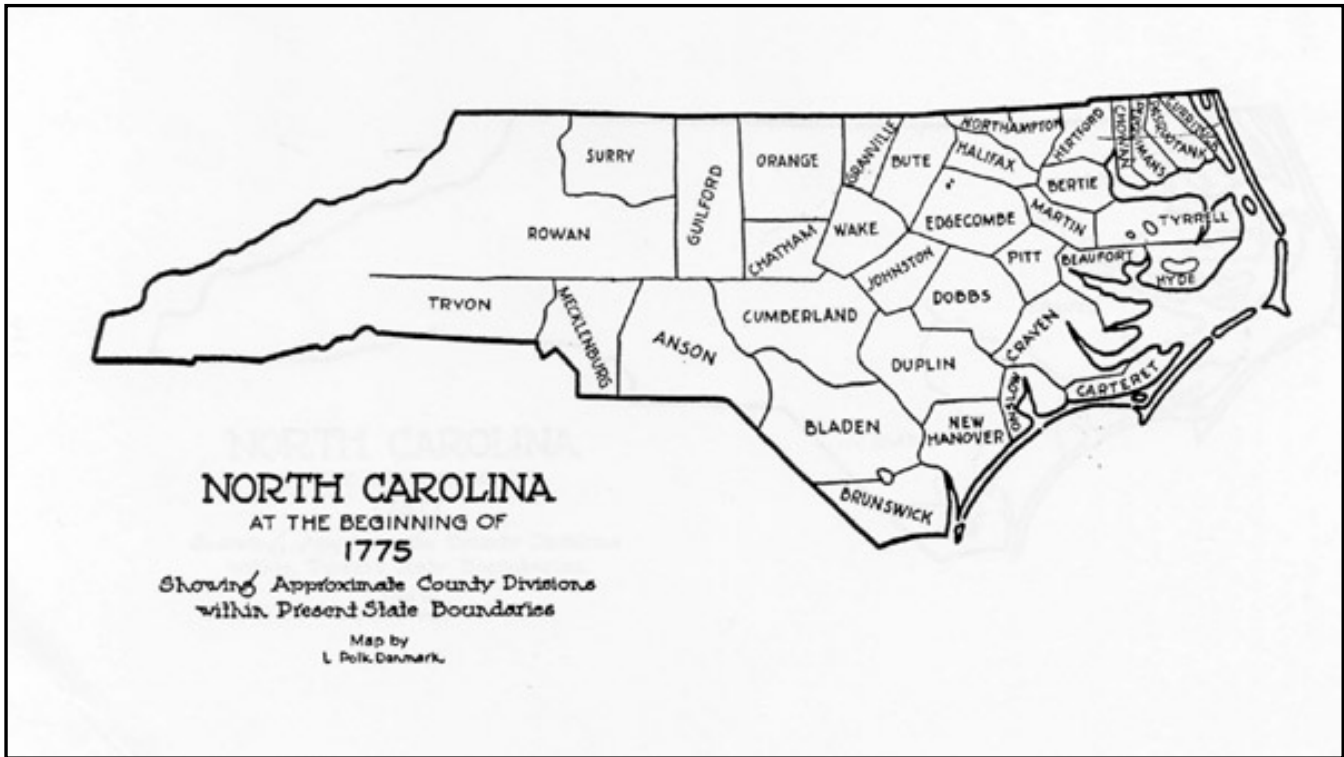 SURRY
ORANGE
GRANVILLE
BUTE
NORTHAMPTON
HALIFAX
HERTFORD
CHOWAN
PERQUIMANS
PASQUOTANK
CURRITUCK
BERTIE
ROWAN
GUILFORD
CHATHAM
WAKE
EDGECOMBE
MARTIN
TYRRELL
JOHNSTON
PITT
BEAUFORT
HYDE
TRYON
MECKLENBURG
ANSON
CUMBERLAND
DOBBS
CRAVEN
DUPLIN
CARTERET
ONSLOW
BLADEN
NEW
HANOVER
BRUNSWICK
NORTH CAROLINA
AT THE BEGINNING OF
1775
Showing Approximate County Divisions
within Present State Boundaries
Map by
L. Polk Denmark